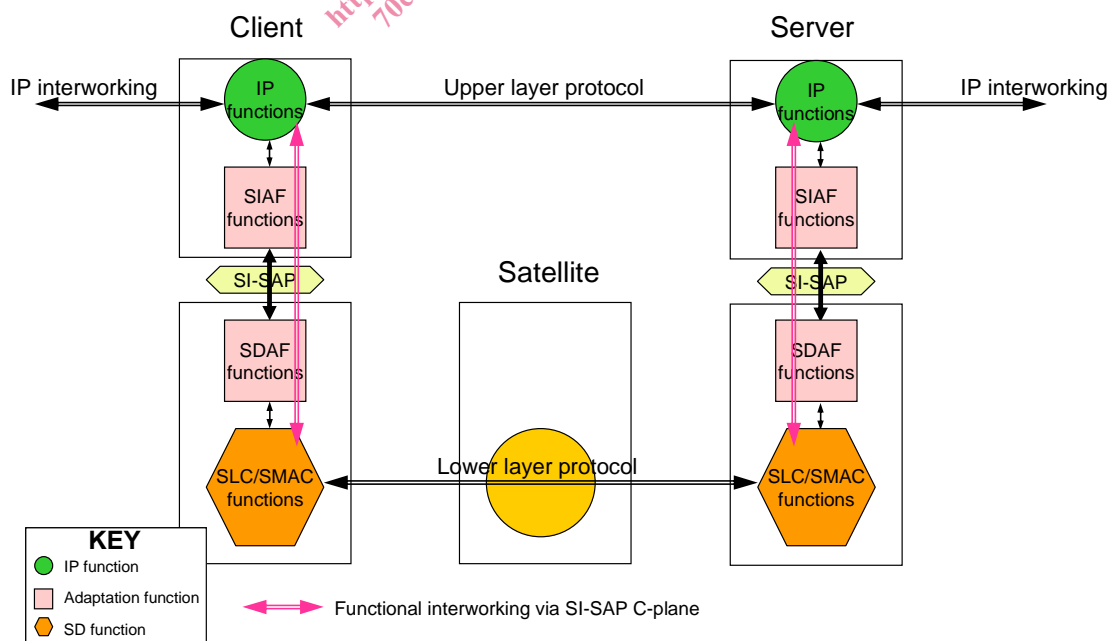 Client
Server
IP interworking
IP
functions
Upper layer protocol
IP
functions
IP interworking
SIAF
functions
SIAF
functions
SI-SAP
Satellite
SI-SAP
SDAF
functions
SDAF
functions
SLC/SMAC
functions
Lower layer protocol
SLC/SMAC
functions
KEY
IP function
Adaptation function
SD function
Functional interworking via SI-SAP C-plane